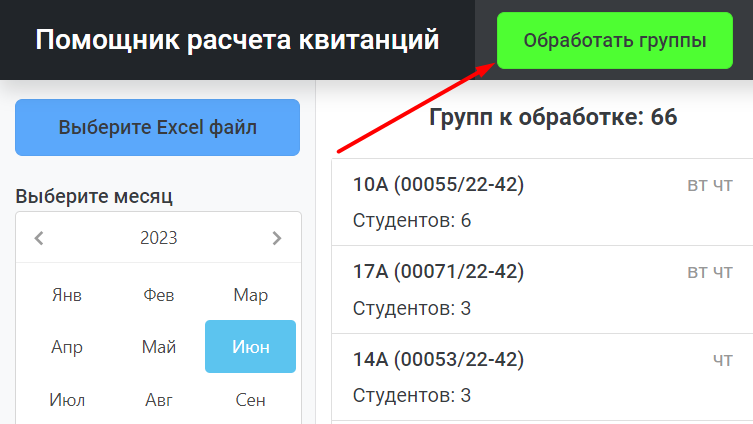 Помощник расчета квитанций
Обработать группы
Выберите Excel файл
Выберите месяц
2023
Янв Фев Мар
Апр Май Июн
Июл Авг Сен
Групп к обработке: 66
10А (00055/22-42) вт чт
Студентов: 6
17А (00071/22-42) вт чт
Студентов: 3
14А (00053/22-42) чт
Студентов: 3